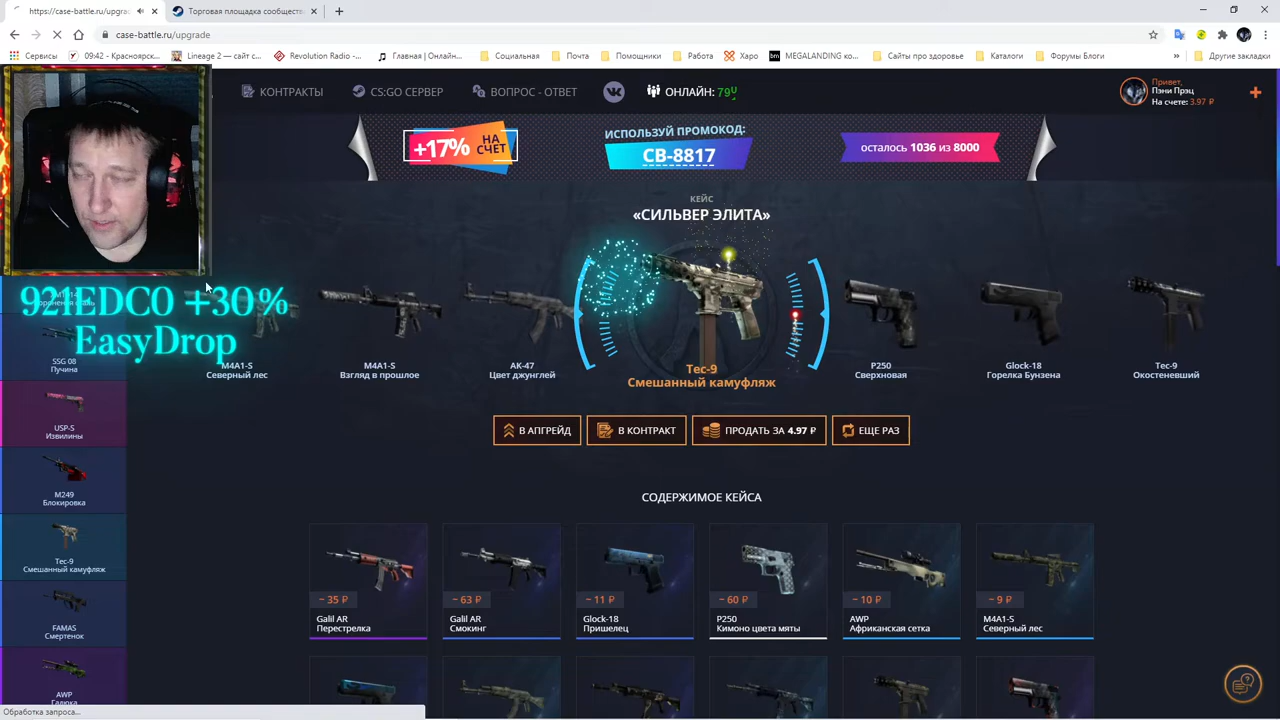 https://case-battle.ru/upgra
Торговая площадка сообществ
case-battle.ru/upgrade
Сервисы
09:42 - Красноярск...
Lineage 2 — сайт с...
Revolution Radio -...
Главная | Онлайн...
Социальная
Почта
Помощники
Работа
Харо
MEGALANDING ко...
Сайты про здоровье
Каталоги
Форумы Блоги
»
Другие закладки
КОНТРАКТЫ
CS:GO СЕРВЕР
ВОПРОС - ОТВЕТ
ОНЛАЙН:
Привет,
Пэни Прэц
На счете: 3.97 ₽
+17% НА СЧЕТ
ИСПОЛЬЗУЙ ПРОМОКОД:
CB-8817
осталось 1036 из 8000
КЕЙС
«СИЛЬВЕР ЭЛИТА»
921EDC0 +30%
EasyDrop
M4A1-S
Северный лес
M4A1-S
Взгляд в прошлое
AK-47
Цвет джунглей
Tec-9
Смешанный камуфляж
P250
Сверхновая
Glock-18
Горелка Бунзена
Tec-9
Окостеневший
В АПГРЕЙД
В КОНТРАКТ
ПРОДАТЬ ЗА 4.97 ₽
ЕЩЕ РАЗ
SSG 08
Пучина
USP-S
Извилины
M249
Блокировка
Tec-9
Смешанный камуфляж
FAMAS
Смертенок
AWP
Гадюка
СОДЕРЖИМОЕ КЕЙСА
~ 35 ₽
Galil AR
Перестрелка
~ 63 ₽
Galil AR
Смокинг
~ 11 ₽
Glock-18
Пришелец
~ 60 ₽
P250
Кимоно цвета мяты
~ 10 ₽
AWP
Африканская сетка
~ 9 ₽
M4A1-S
Северный лес
Обработка запроса...